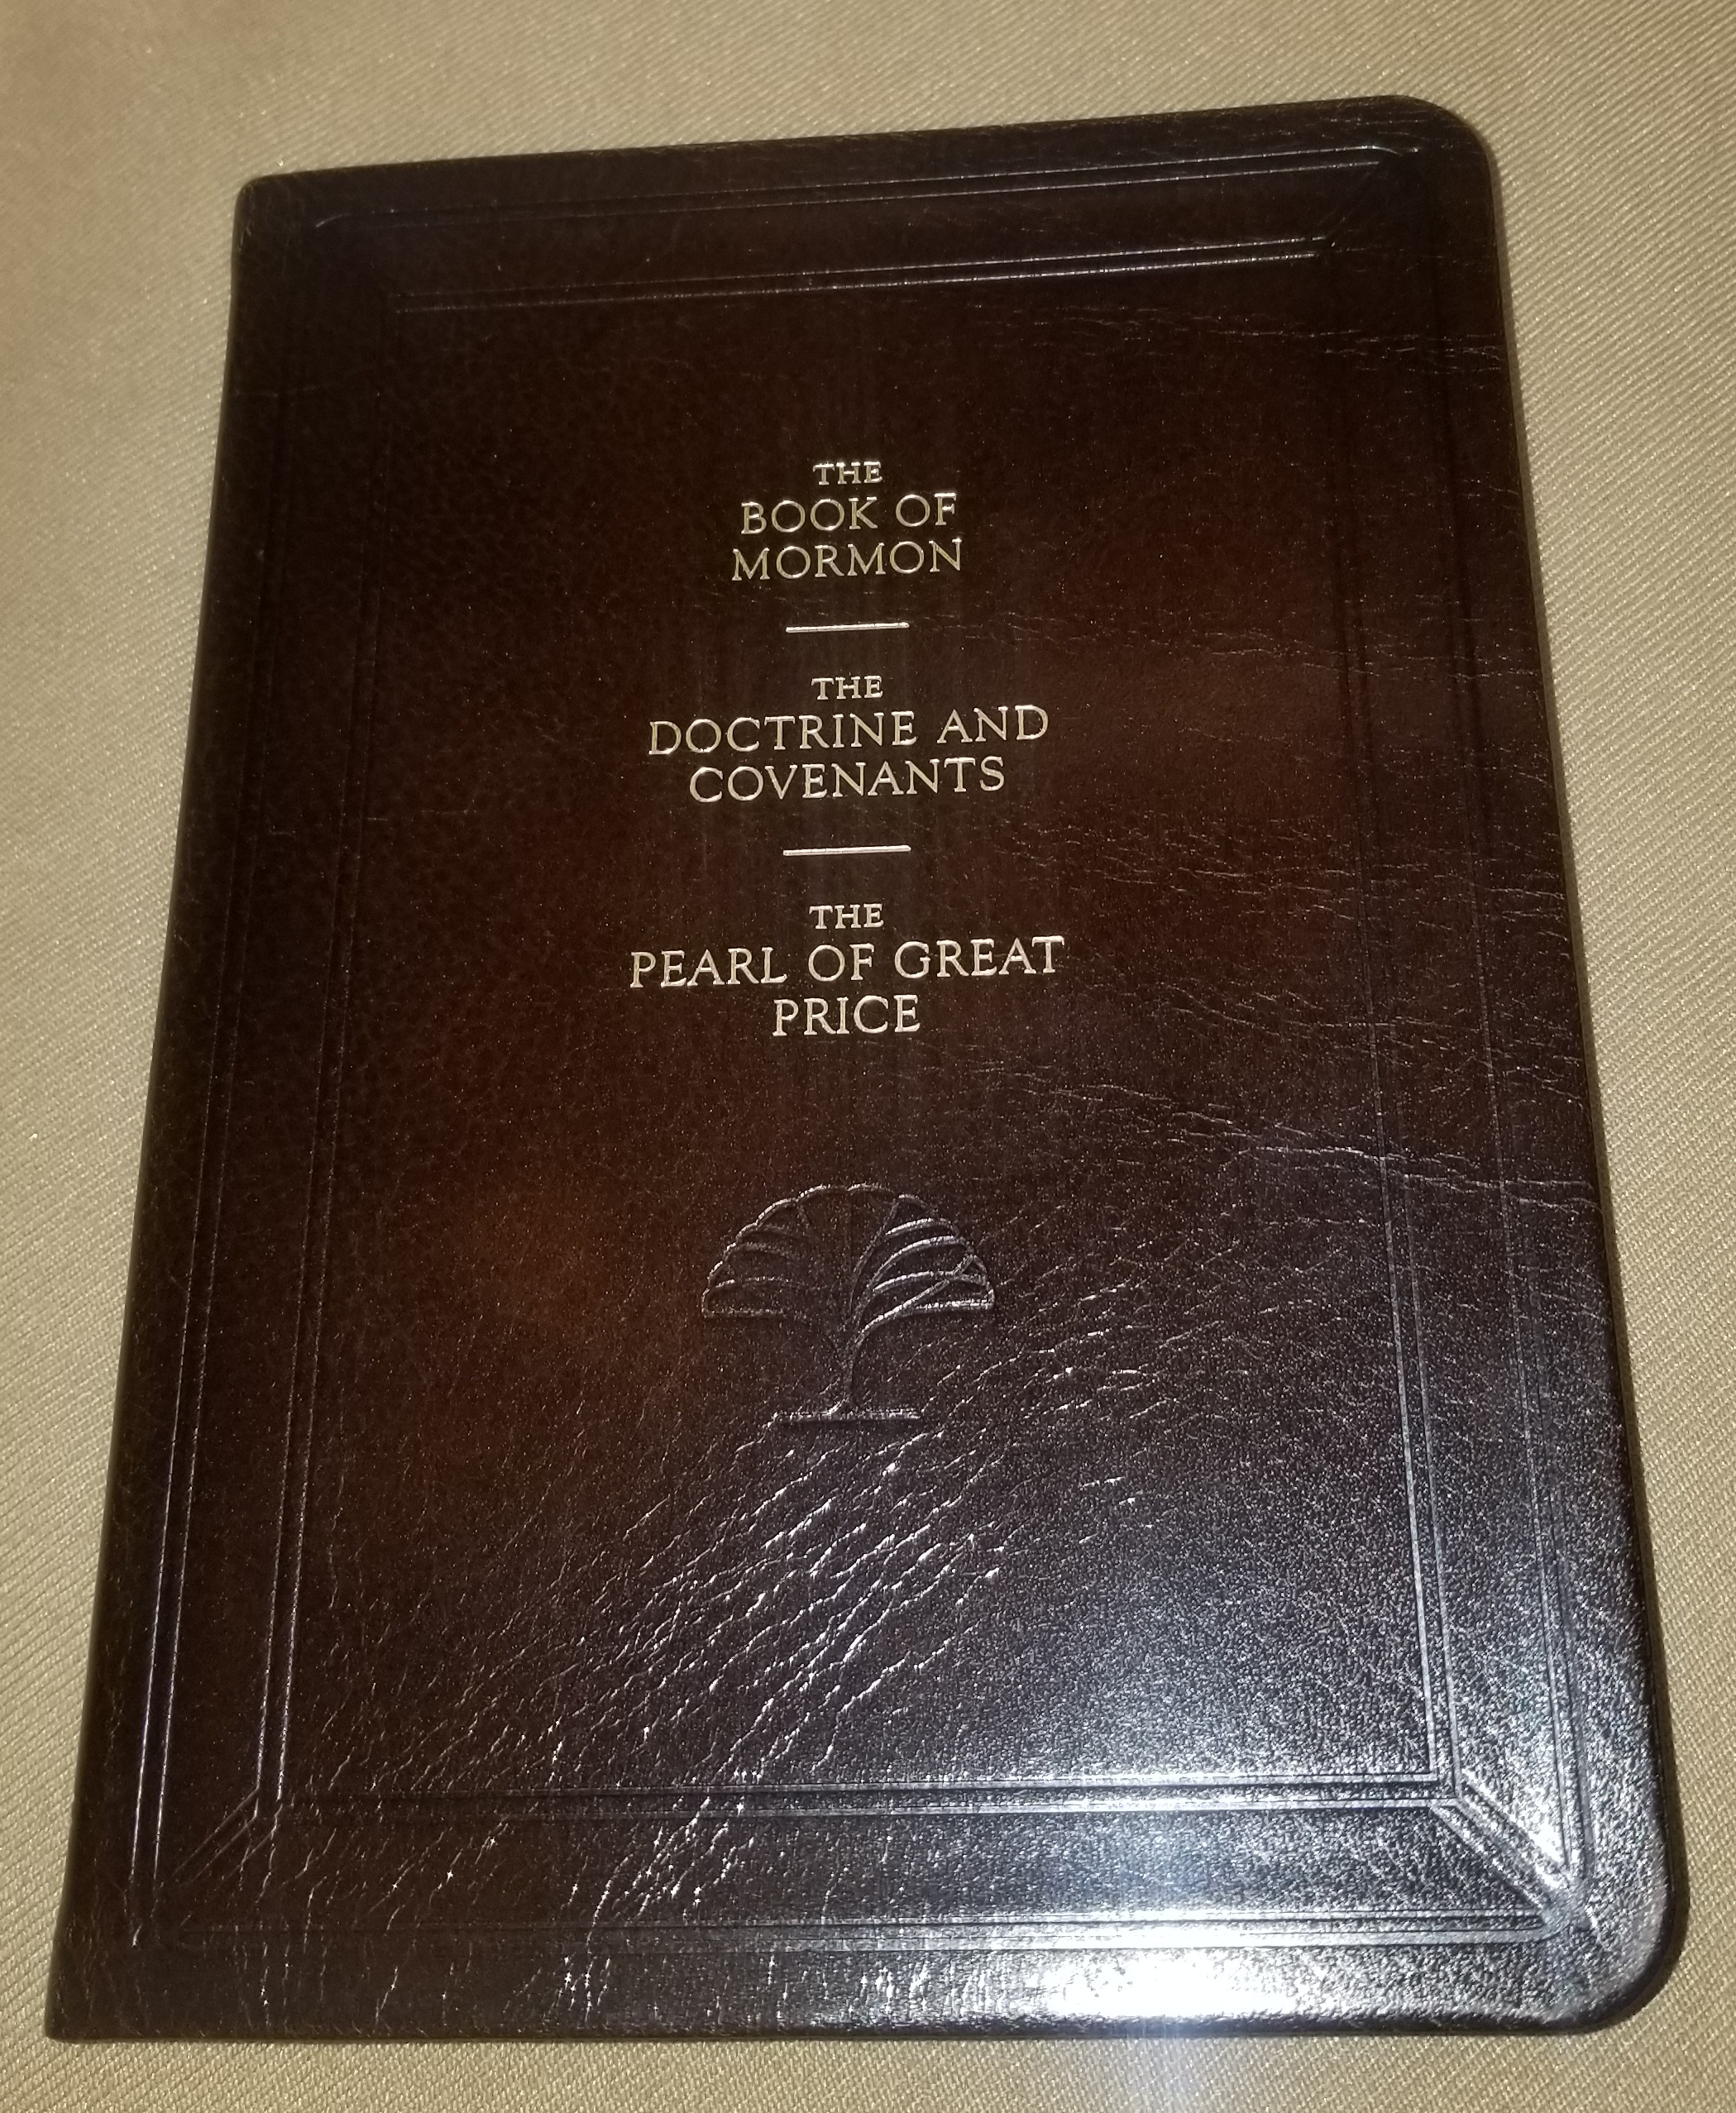 THE
BOOK OF
MORMON
THE
DOCTRINE AND
COVENANTS
THE
PEARL OF GREAT
PRICE